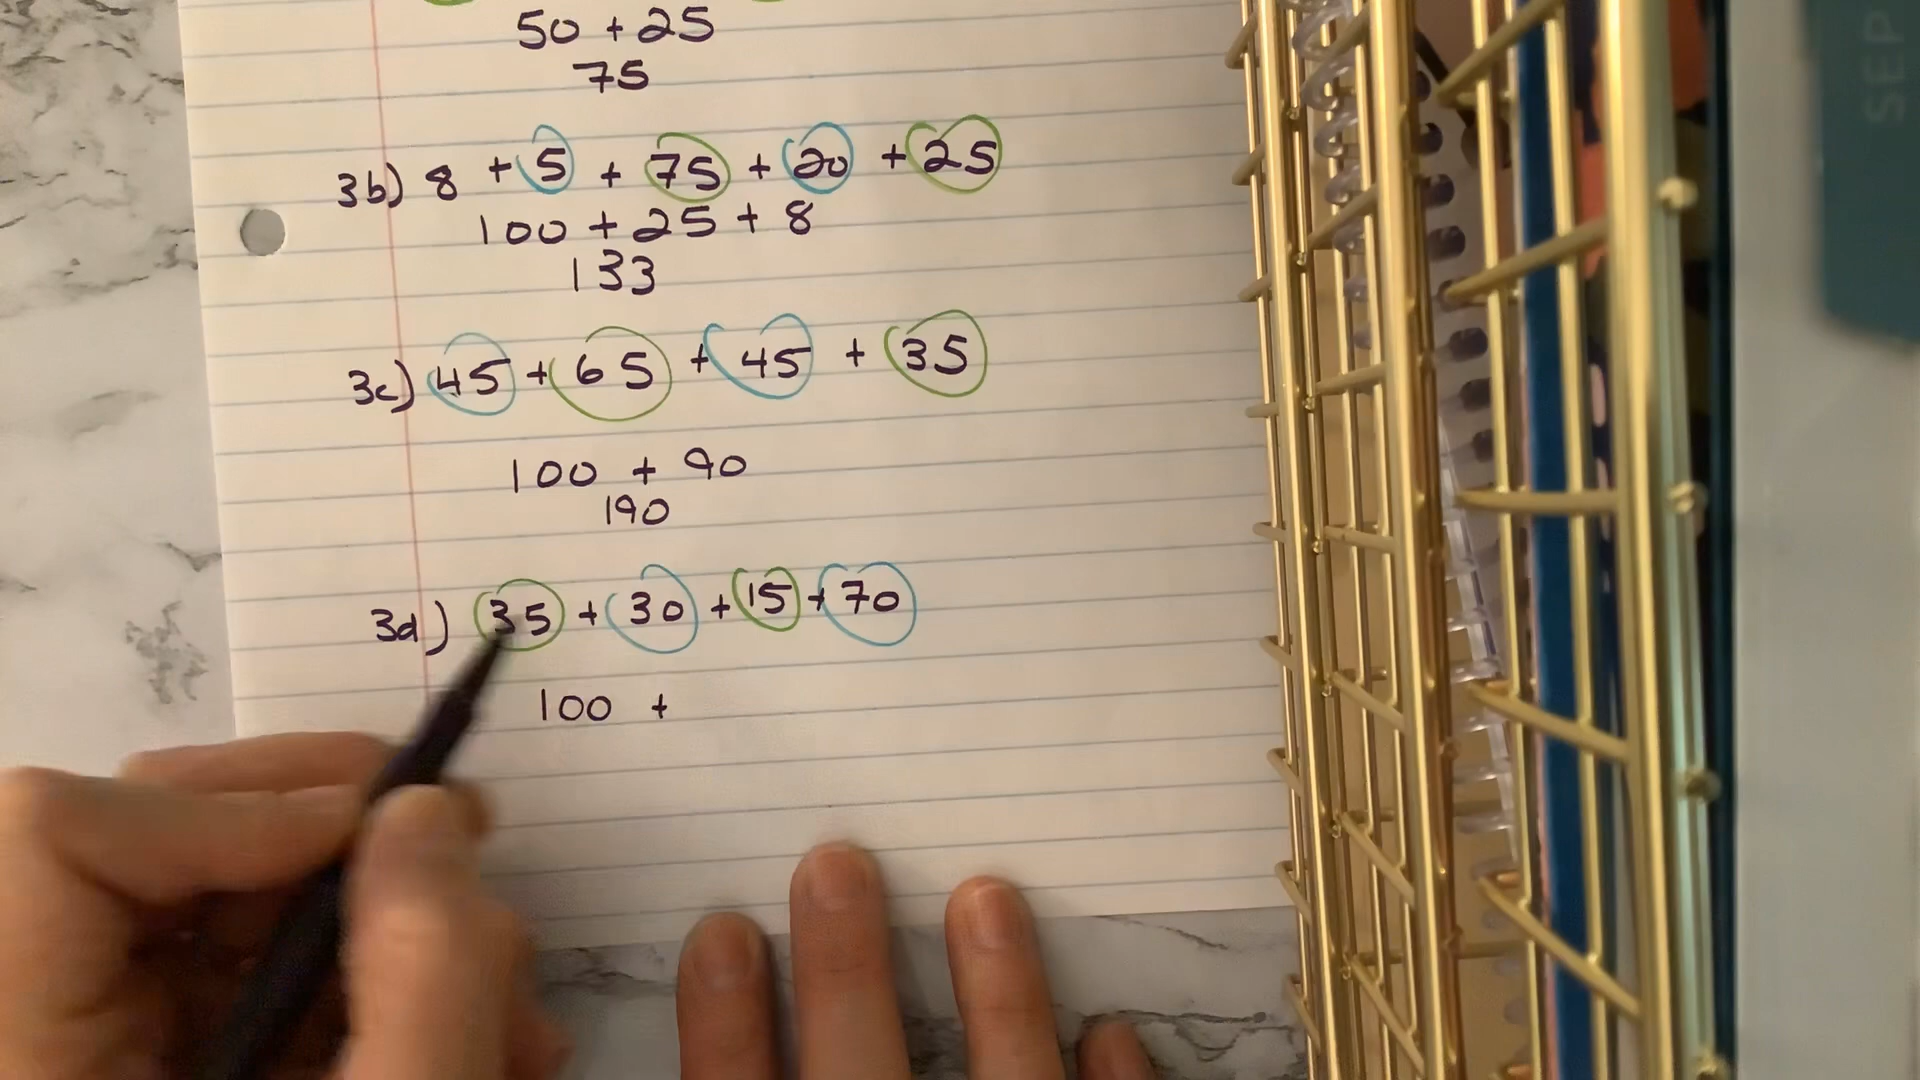 50 + 25
75
3b) 8 + 5 + 75 + 20 + 25
100 + 25 + 8
133
3c) 45 + 65 + 45 + 35
100 + 90
190
3d) 35 + 30 + 15 + 70
100 +
SEP